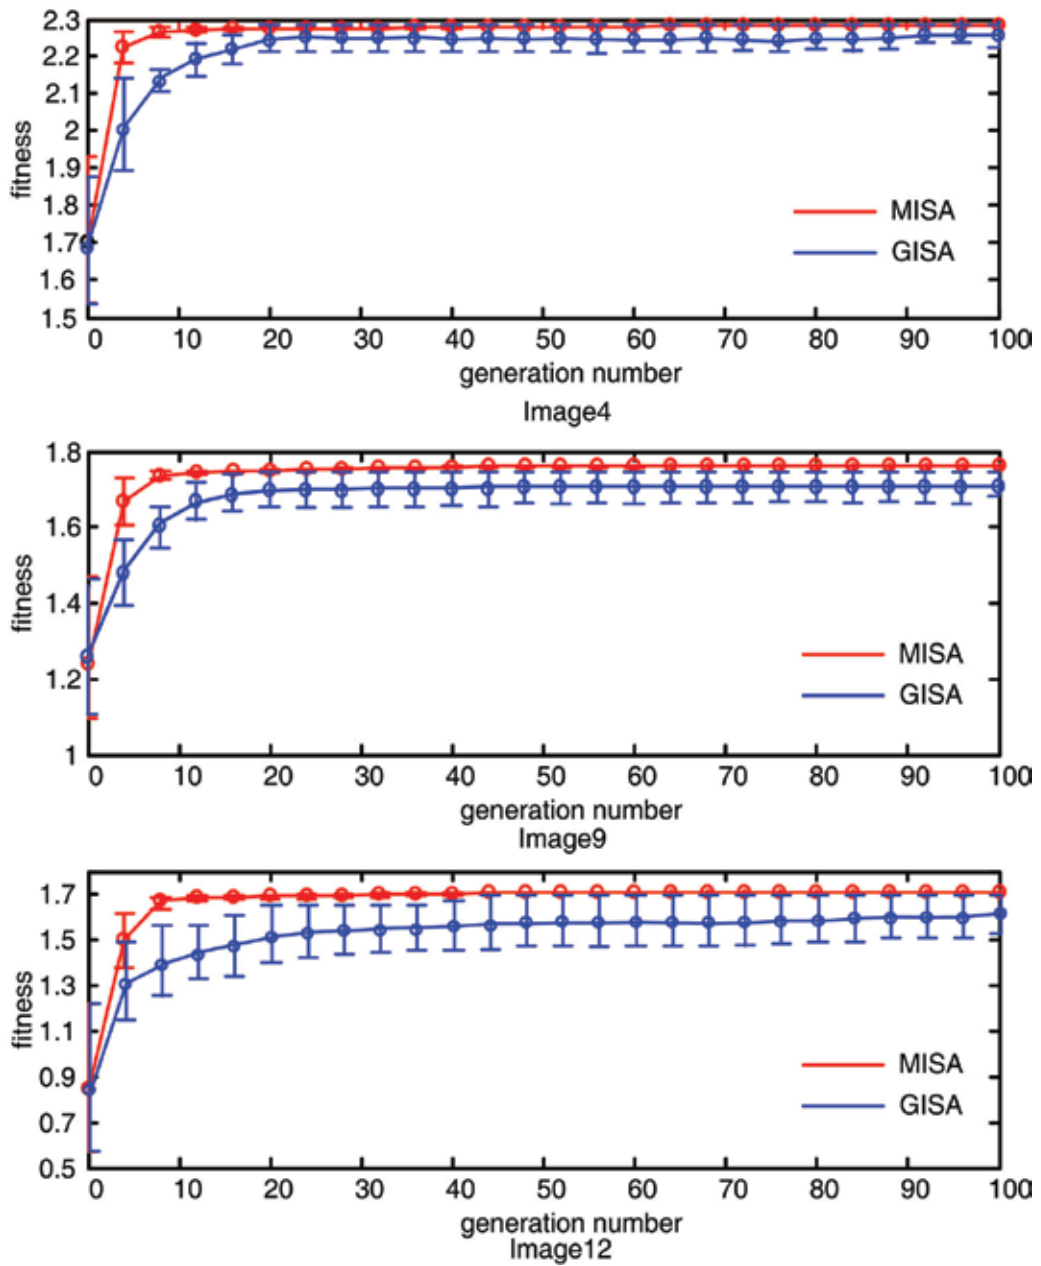 2.3
2.2
2.1
2
1.9
1.8
1.7
1.6
1.5
fitness
MISA
GISA
0 10 20 30 40 50 60 70 80 90 100
generation number
Image4
1.8
1.6
1.4
1.2
1
fitness
MISA
GISA
0 10 20 30 40 50 60 70 80 90 100
generation number
Image9
1.7
1.5
1.3
1.1
0.9
0.7
0.5
fitness
MISA
GISA
0 10 20 30 40 50 60 70 80 90 100
generation number
Image12